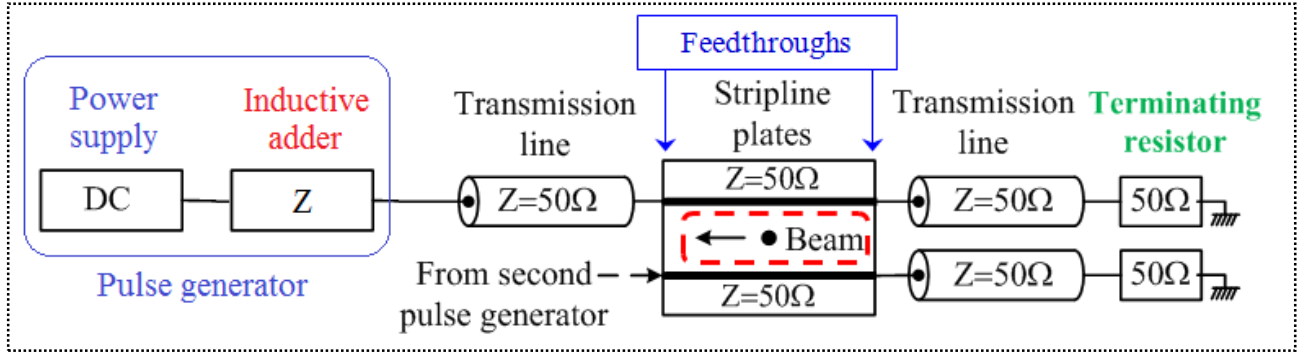 Feedthroughs
Power
supply
Inductive
adder
Transmission
line
Stripline
plates
Transmission
line
Terminating
resistor
DC
Z
Z=50Ω
Z=50Ω
Z=50Ω
50Ω
Beam
Pulse generator
From second
pulse generator
Z=50Ω
Z=50Ω
50Ω